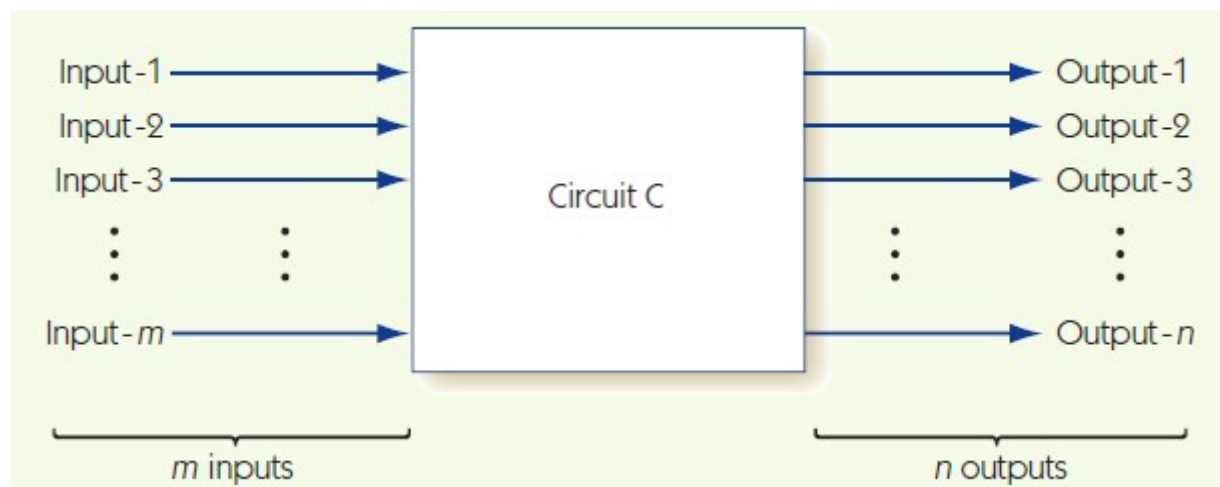 Input-1
Input-2
Input-3
Input-m
Circuit C
Output-1
Output-2
Output-3
Output-n
m inputs
n outputs